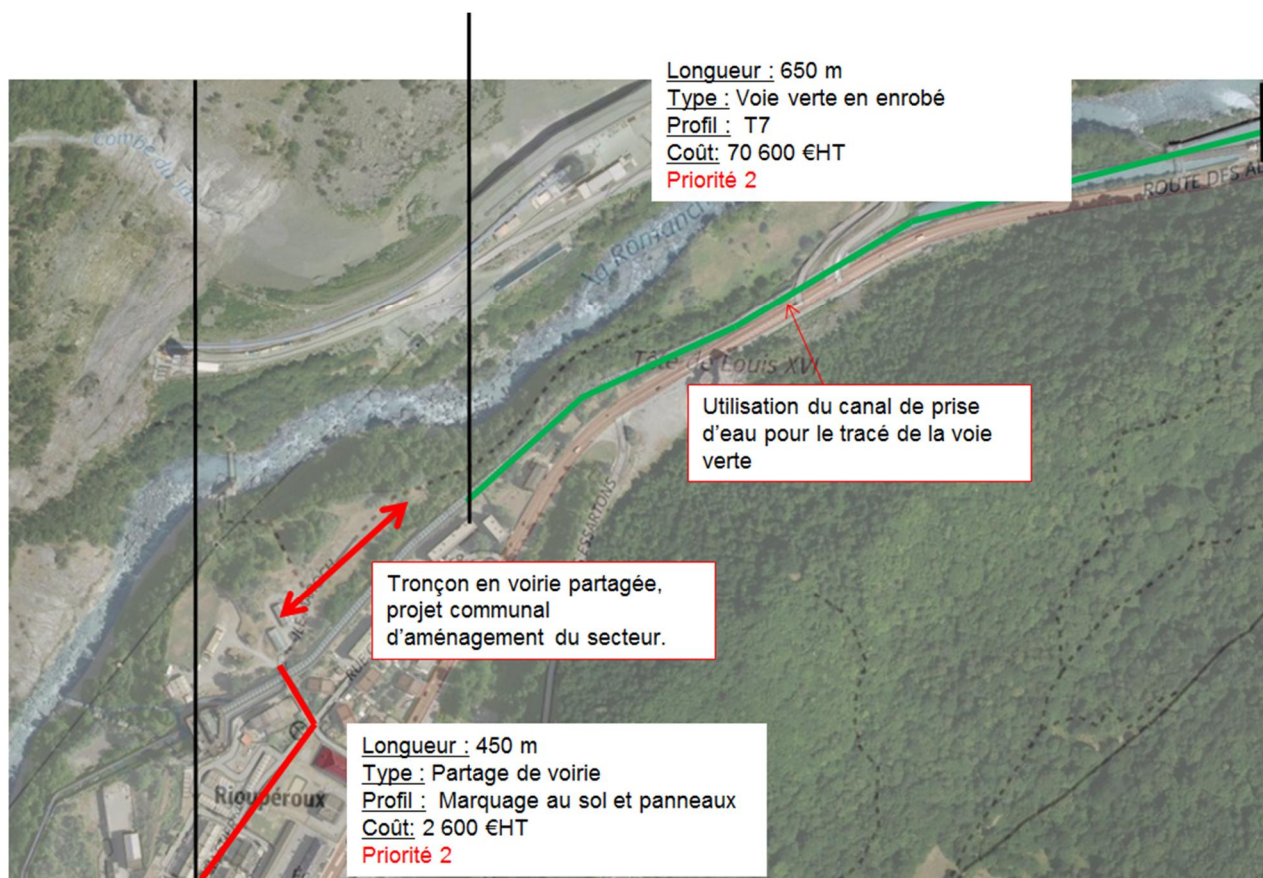 Longueur : 650 m
Type : Voie verte en enrobé
Profil : T7
Coût: 70 600 €HT
Priorité 2
la Romanche
Tête de Louis XVI
Utilisation du canal de prise
d'eau pour le tracé de la voie
verte
Tronçon en voirie partagée,
projet communal
d'aménagement du secteur.
Longueur : 450 m
Type : Partage de voirie
Profil : Marquage au sol et panneaux
Coût: 2 600 €HT
Priorité 2
Rioupéroux